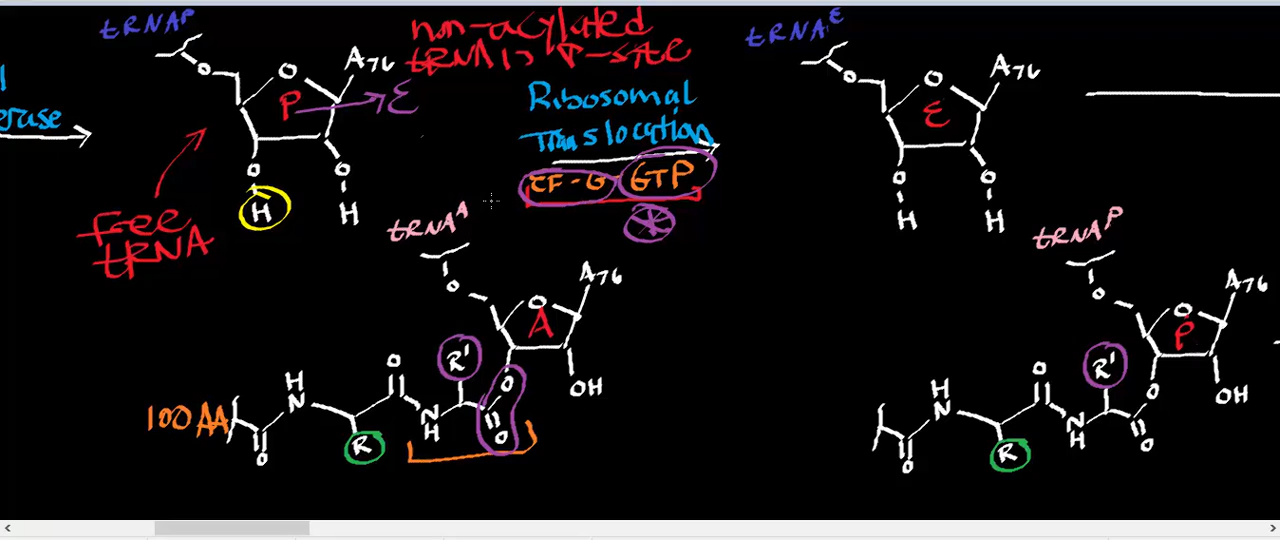 tRNAᴾ
non-acylated
tRNA in P-site
tRNAᴱ
O
O
A76
O
O
A76
P
E
Ribosomal
Translocation
E
erase
EF-G-GTP
*
O
O
O
O
H
H
H
H
Free
tRNA
tRNAᴬ
tRNAᴾ
O
O
A76
O
O
A76
A
P
O
R'
O
R'
H
N
O
OH
H
N
O
OH
100 AA
N
H
N
H
O
R
O
O
R
O